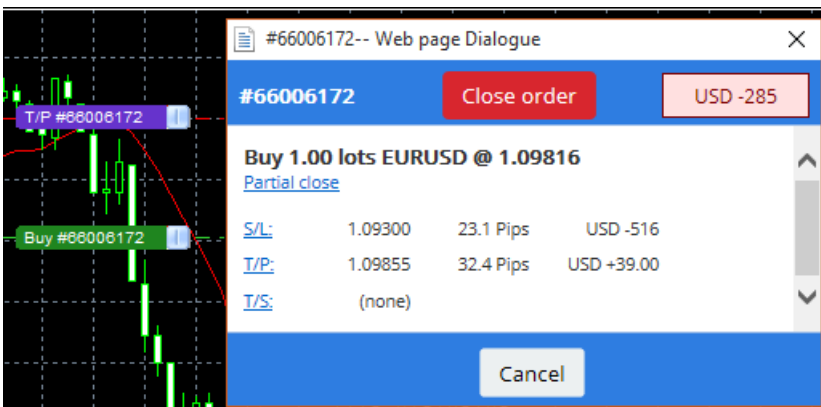 #66006172-- Web page Dialogue
#66006172 Close order USD -285
T/P #66006172
Buy 1.00 lots EURUSD @ 1.09816
Partial close
Buy #66006172
S/L: 1.09300 23.1 Pips USD -516
T/P: 1.09855 32.4 Pips USD +39.00
T/S: (none)
Cancel